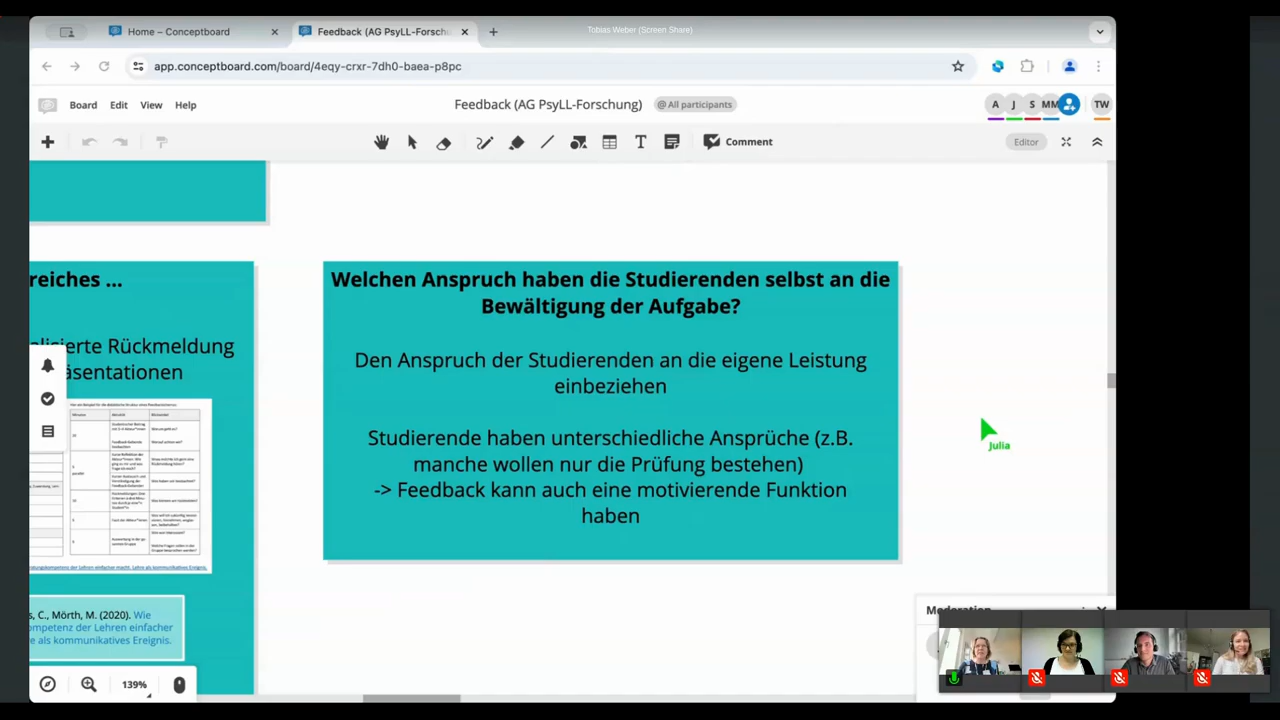 Tobias Weber (Screen Share)
Home – Conceptboard
Feedback (AG PsyLL-Forschu
app.conceptboard.com/board/4eqy-crxr-7dh0-baea-p8pc
Board Edit View Help
Feedback (AG PsyLL-Forschung) @ All participants
A J S MM TW
Comment
Editor
reiches ...
alisierte Rückmeldung
äsentationen
Welchen Anspruch haben die Studierenden selbst an die
Bewältigung der Aufgabe?
Den Anspruch der Studierenden an die eigene Leistung
einbeziehen
Studierende haben unterschiedliche Ansprüche (z.B.
manche wollen nur die Prüfung bestehen)
-> Feedback kann auch eine motivierende Funktion
haben
Julia
s, C., Mörth, M. (2020). Wie
ompetenz der Lehren einfacher
e als kommunikatives Ereignis.
Moderation
139%